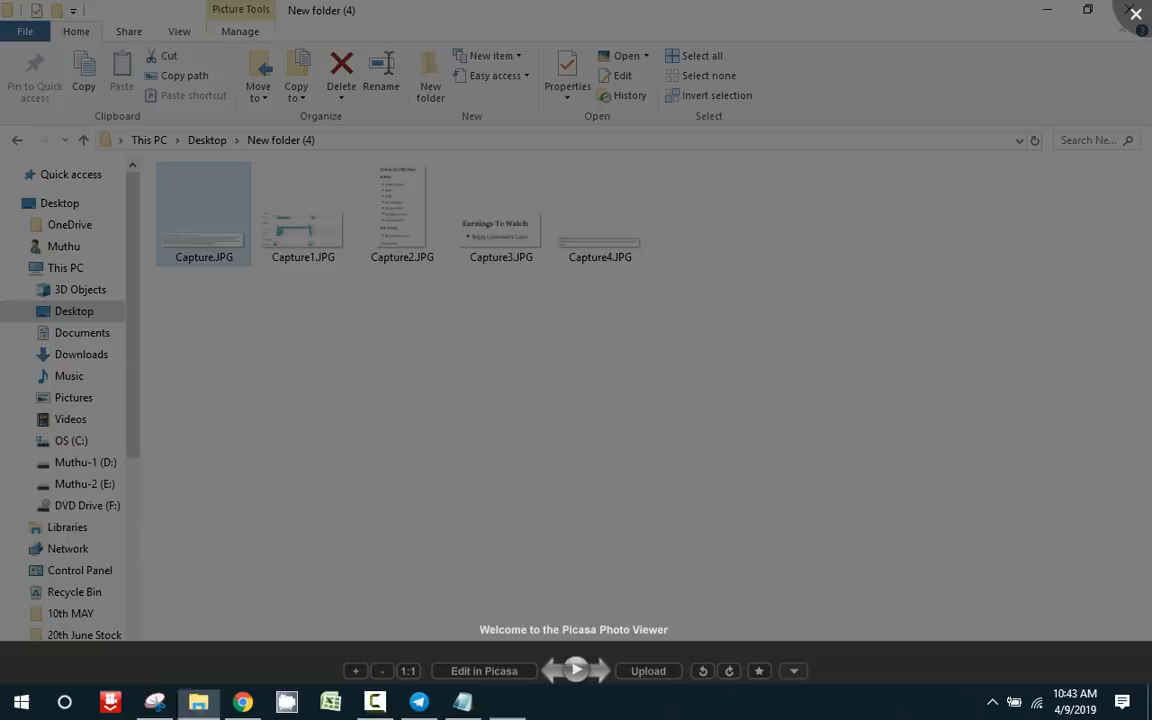 Picture Tools
New folder (4)
File
Home
Share
View
Manage
Pin to Quick access
Copy
Paste
Cut
Copy path
Paste shortcut
Clipboard
Move to
Copy to
Delete
Rename
Organize
New folder
New item
Easy access
New
Properties
Open
Edit
History
Open
Select all
Select none
Invert selection
Select
This PC
Desktop
New folder (4)
Search Ne...
Quick access
Desktop
OneDrive
Muthu
This PC
3D Objects
Desktop
Documents
Downloads
Music
Pictures
Videos
OS (C:)
Muthu-1 (D:)
Muthu-2 (E:)
DVD Drive (F:)
Libraries
Network
Control Panel
Recycle Bin
10th MAY
20th June Stock
Earnings To Watch
Bajaj Consumer Care
Capture.JPG
Capture1.JPG
Capture2.JPG
Capture3.JPG
Capture4.JPG
Welcome to the Picasa Photo Viewer
+
-
1:1
Edit in Picasa
Upload
10:43 AM
4/9/2019